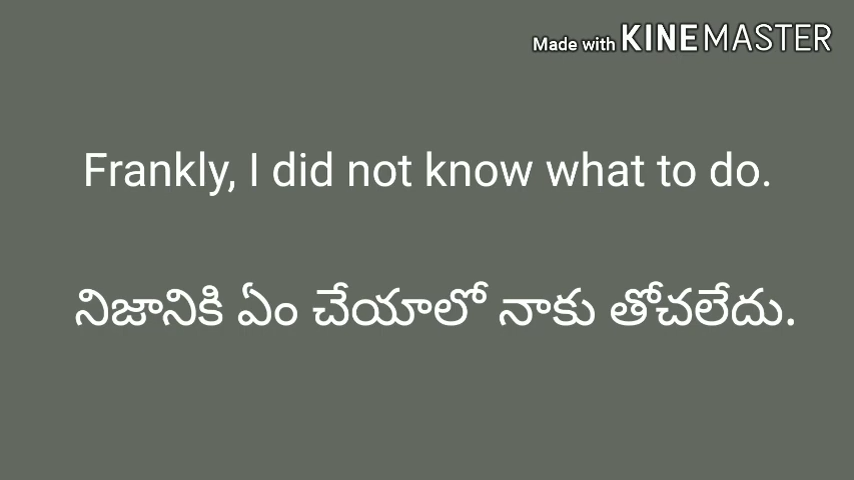 Made with KINEMASTER
Frankly, I did not know what to do.
నిజానికి ఏం చేయాలో నాకు తోచలేదు.